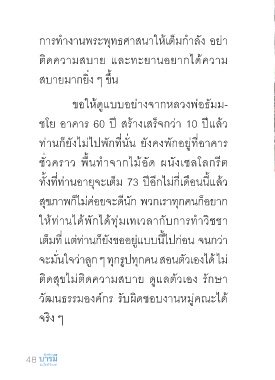 การทำงานพระพุทธศาสนาให้เต็มกำลัง อย่า
ติดความสบาย และทะยานอยากได้ความ
สบายมากยิ่ง ๆ ขึ้น
ขอให้ดูแบบอย่างจากหลวงพ่อธัมม-
ชโย อาคาร 60 ปี สร้างเสร็จกว่า 10 ปีแล้ว
ท่านก็ยังไม่ไปพักที่นั่น ยังคงพักอยู่ที่อาคาร
ชั่วคราว พื้นทำจากไม้อัด ผนังเซลโลกรีต
ทั้งที่ท่านอายุจะเต็ม 73 ปีอีกไม่กี่เดือนนี้แล้ว
สุขภาพก็ไม่ค่อยจะดีนัก พวกเราทุกคนก็อยาก
ให้ท่านได้พักได้ทุ่มเทเวลากับการทำวิชชา
เต็มที่ แต่ท่านก็ยังขออยู่แบบนี้ไปก่อน จนกว่า
จะมั่นใจว่าลูก ๆ ทุกรูปทุกคน สอนตัวเองได้ ไม่
ติดสุขไม่ติดความสบาย ดูแลตัวเอง รักษา
วัฒนธรรมองค์กร รับผิดชอบงานหมู่คณะได้
จริง ๆ
48 บารมี